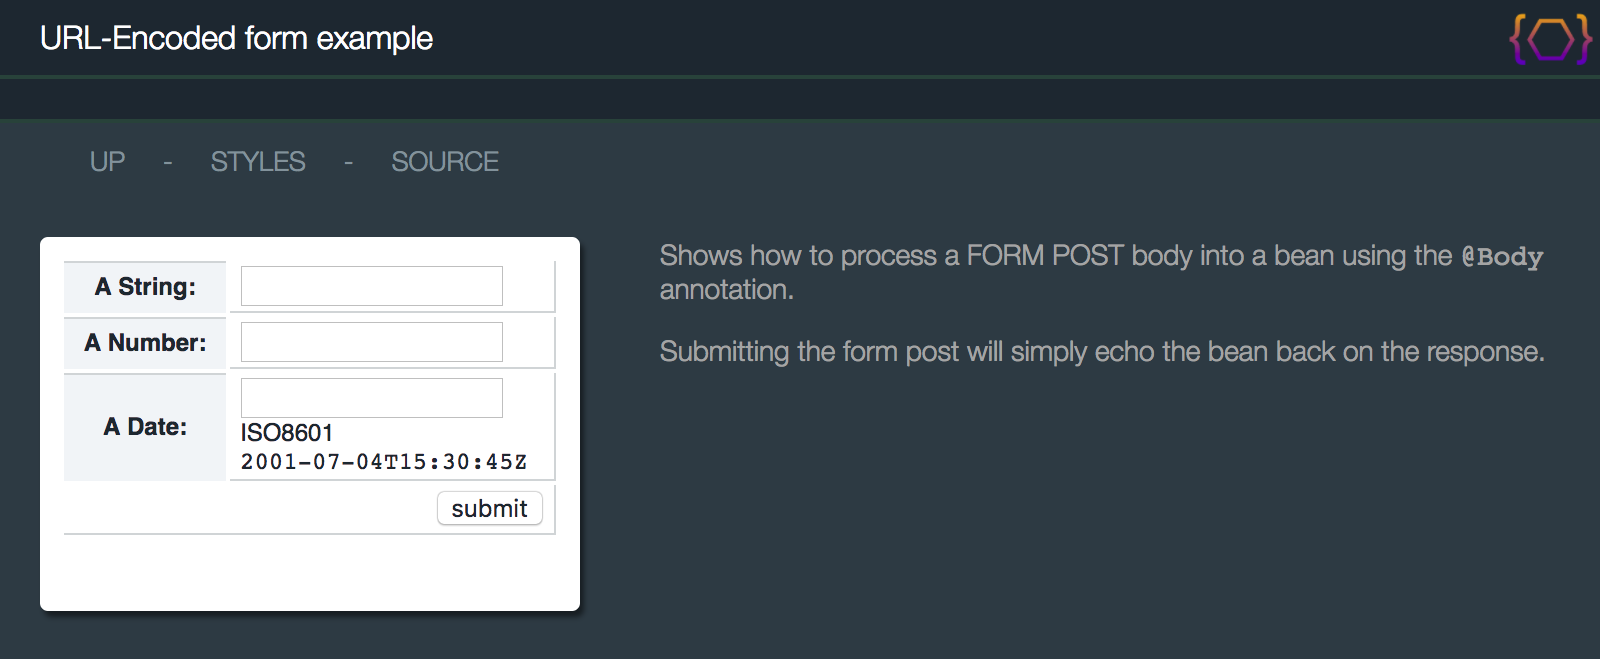 URL-Encoded form example
UP - STYLES - SOURCE
A String:
A Number:
A Date:
ISO8601
2001-07-04T15:30:45Z
submit
Shows how to process a FORM POST body into a bean using the @Body
annotation.
Submitting the form post will simply echo the bean back on the response.